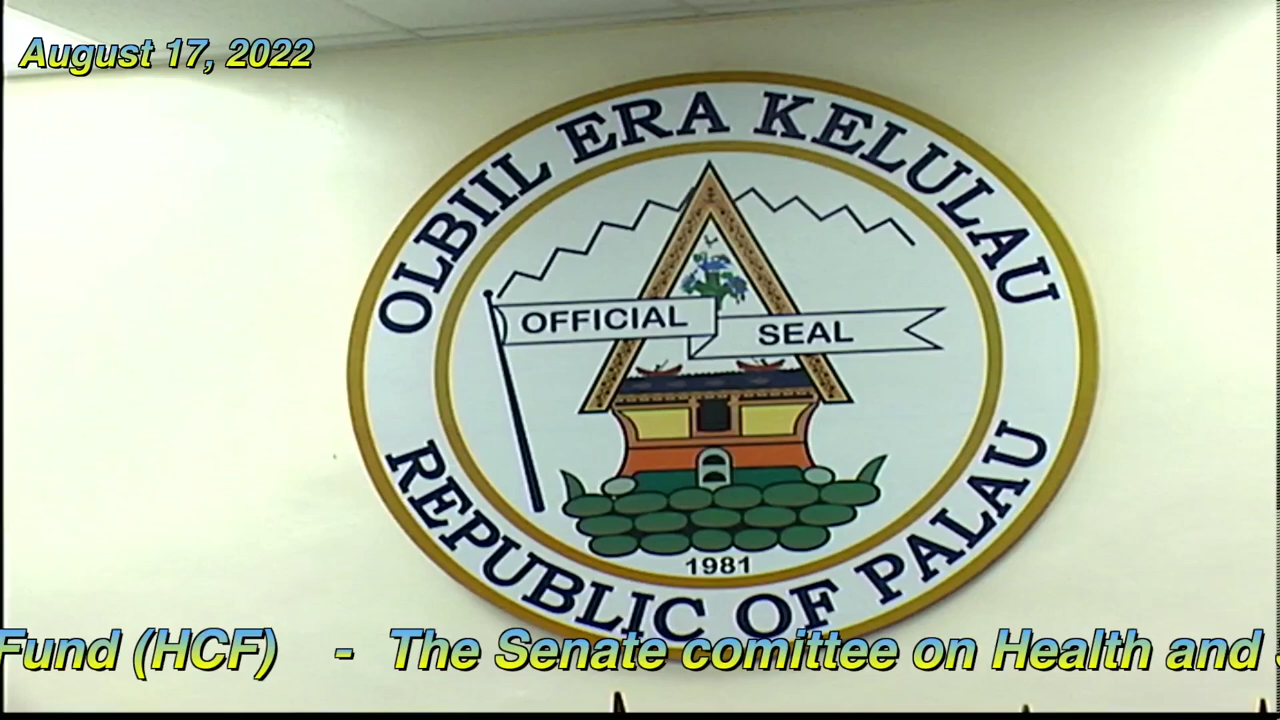 August 17, 2022
OLBIIL ERA KELULAU
OFFICIAL SEAL
1981
REPUBLIC OF PALAU
Fund (HCF) - The Senate comittee on Health and